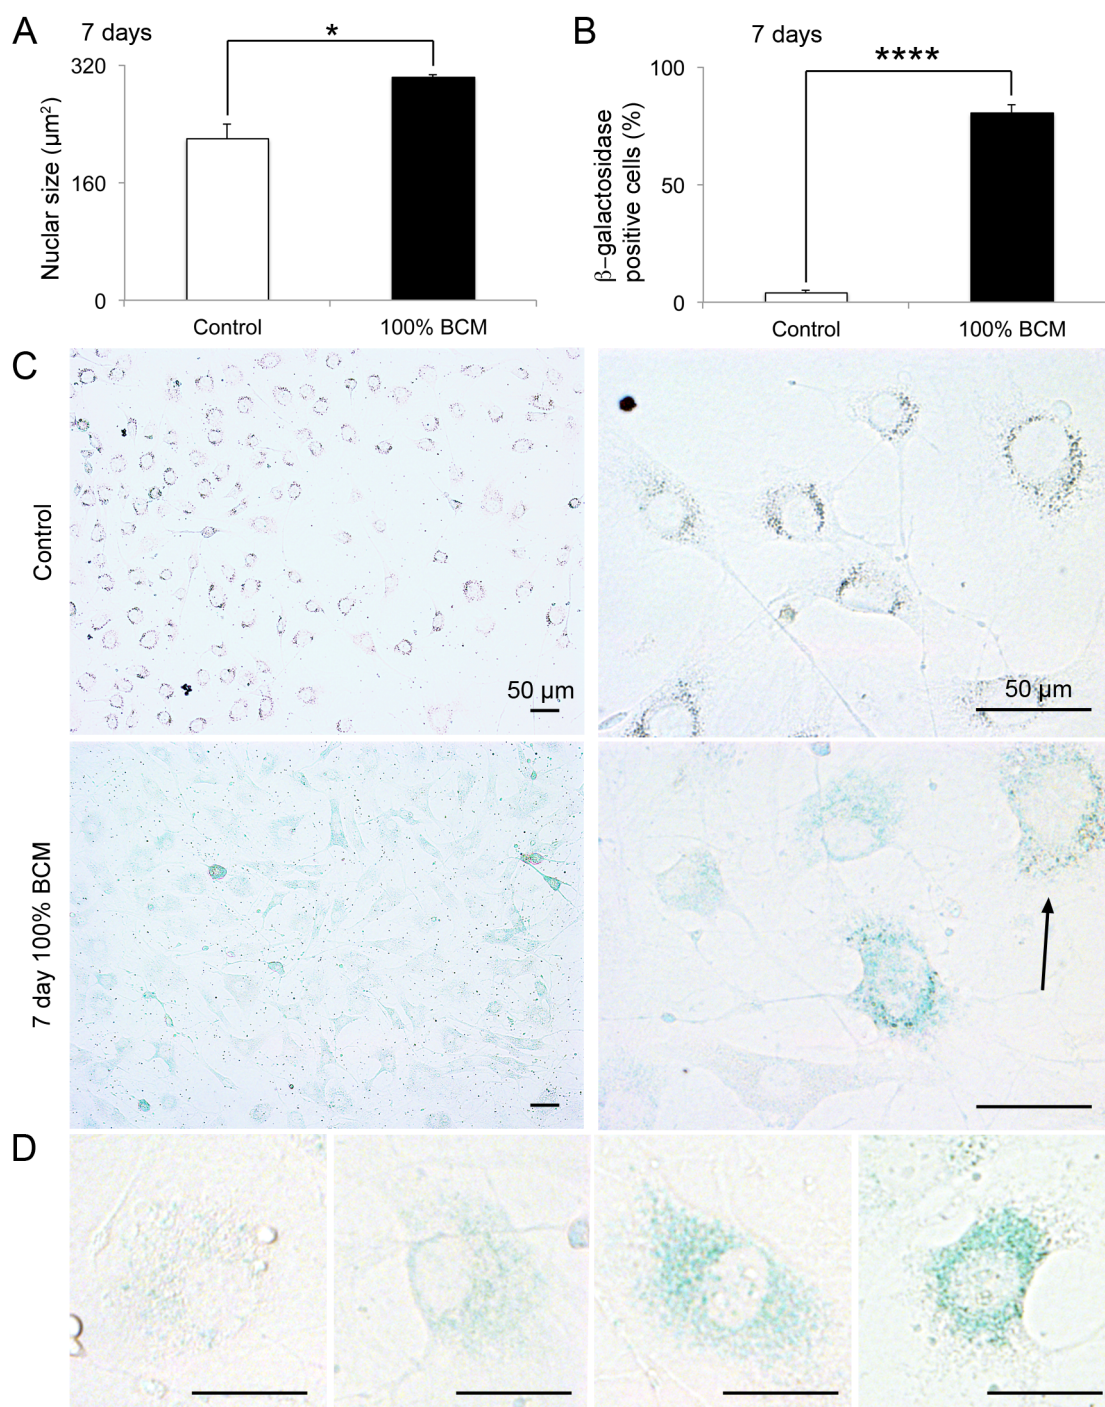 A
7 days
*
320
160
0
Nuclar size (µm²)
Control
100% BCM
B
7 days
****
100
50
0
β−galactosidase
positive cells (%)
Control
100% BCM
C
Control
50 µm
50 µm
7 day 100% BCM
D